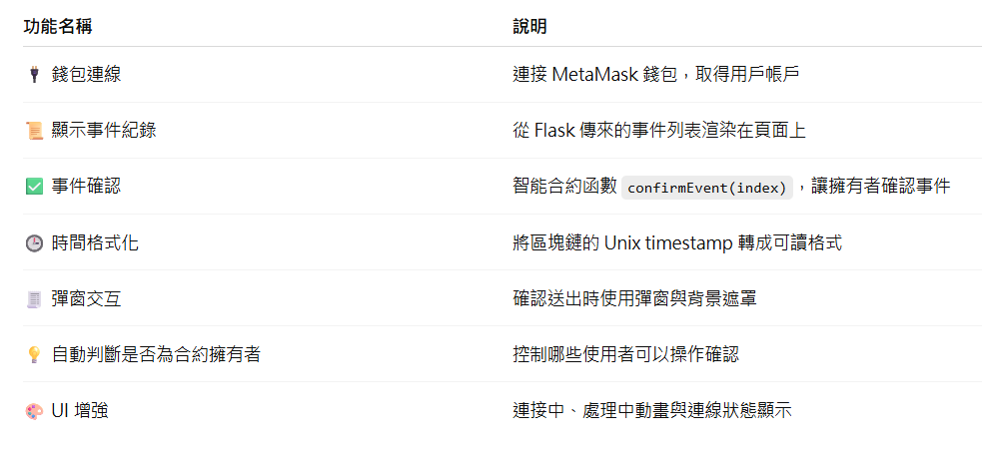 功能名稱 說明
🔌 錢包連線 連接 MetaMask 錢包，取得用戶帳戶
📜 顯示事件紀錄 從 Flask 傳來的事件列表渲染在頁面上
✅ 事件確認 智能合約函數 confirmEvent(index)，讓擁有者確認事件
🕒 時間格式化 將區塊鏈的 Unix timestamp 轉成可讀格式
🧾 彈窗交互 確認送出時使用彈窗與背景遮罩
💡 自動判斷是否為合約擁有者 控制哪些使用者可以操作確認
🎨 UI 增強 連接中、處理中動畫與連線狀態顯示